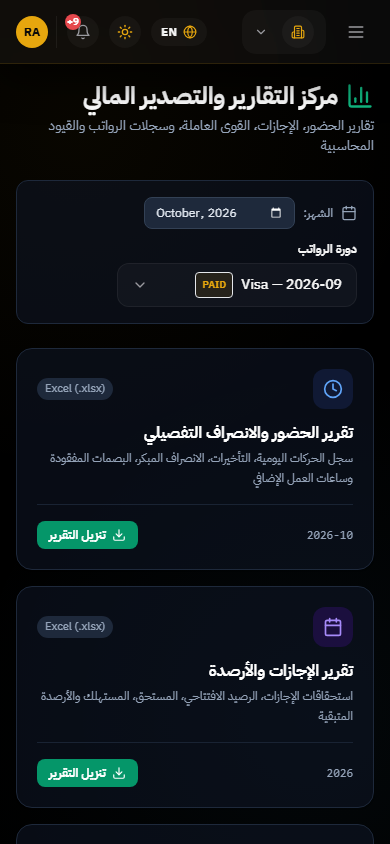 RA
+9
EN
مركز التقارير والتصدير المالي
تقارير الحضور، الإجازات، القوى العاملة، وسجلات الرواتب والقيود
المحاسبية
الشهر:
October, 2026
دورة الرواتب
Visa — 2026-09
PAID
Excel (.xlsx)
تقرير الحضور والانصراف التفصيلي
سجل الحركات اليومية، التأخيرات، الانصراف المبكر، البصمات المفقودة
وساعات العمل الإضافي
تنزيل التقرير
2026-10
Excel (.xlsx)
تقرير الإجازات والأرصدة
استحقاقات الإجازات، الرصيد الافتتاحي، المستحق، المستهلك والأرصدة
المتبقية
تنزيل التقرير
2026